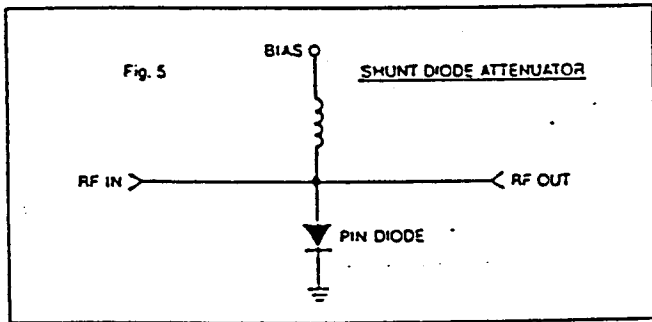 BIAS
Fig. 5
SHUNT DIODE ATTENUATOR
RF IN
RF OUT
PIN DIODE